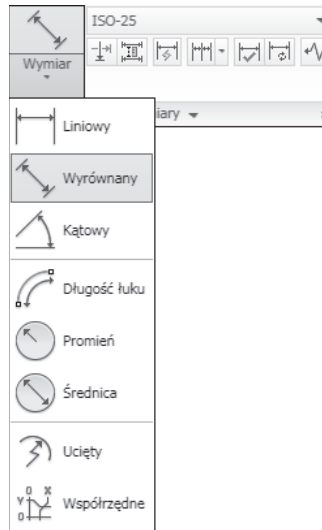 ISO-25
Wymiar
iary
Liniowy
Wyrównany
Kątowy
Długość łuku
Promień
Średnica
Ucięty
Współrzędne